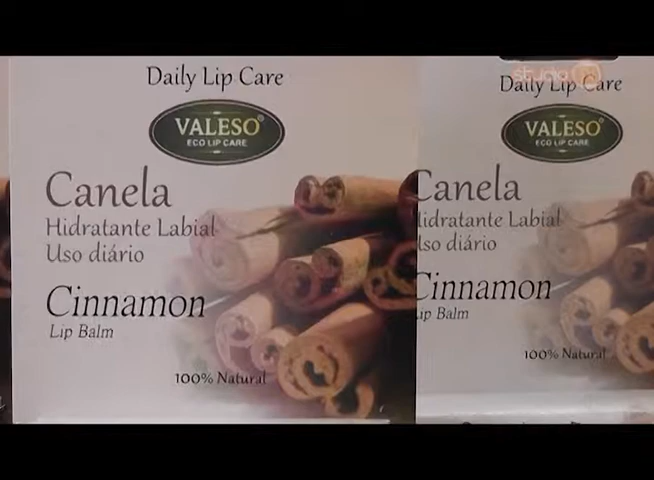 Daily Lip Care
VALESO®
ECO LIP CARE
Canela
Hidratante Labial
Uso diário
Cinnamon
Lip Balm
100% Natural
studio
Daily Lip Care
VALESO®
ECO LIP CARE
Canela
Hidratante Labial
Uso diário
Cinnamon
Lip Balm
100% Natural